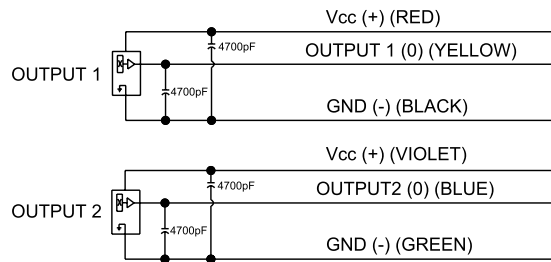 Vcc (+) (RED)
4700pF
OUTPUT 1 (0) (YELLOW)
OUTPUT 1
4700pF
GND (-) (BLACK)
Vcc (+) (VIOLET)
4700pF
OUTPUT2 (0) (BLUE)
OUTPUT 2
4700pF
GND (-) (GREEN)